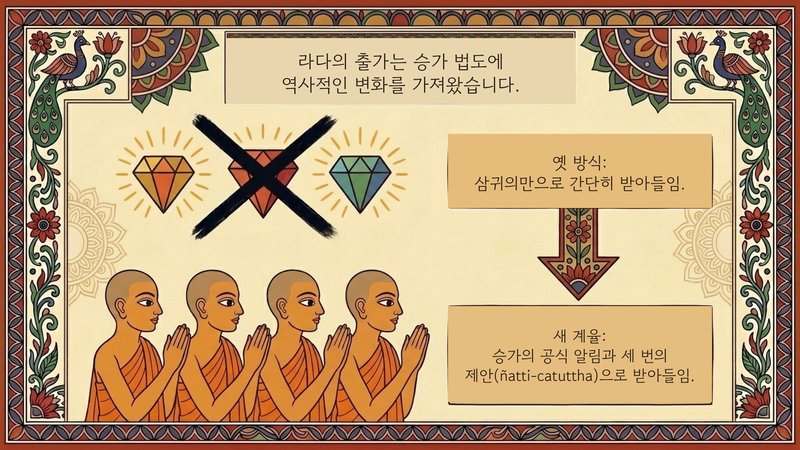 라다의 출가는 승가 법도에
역사적인 변화를 가져왔습니다.
옛 방식:
삼귀의만으로 간단히 받아들임.
새 계율:
승가의 공식 알림과 세 번의
제안(ñatti-catuttha)으로 받아들임.